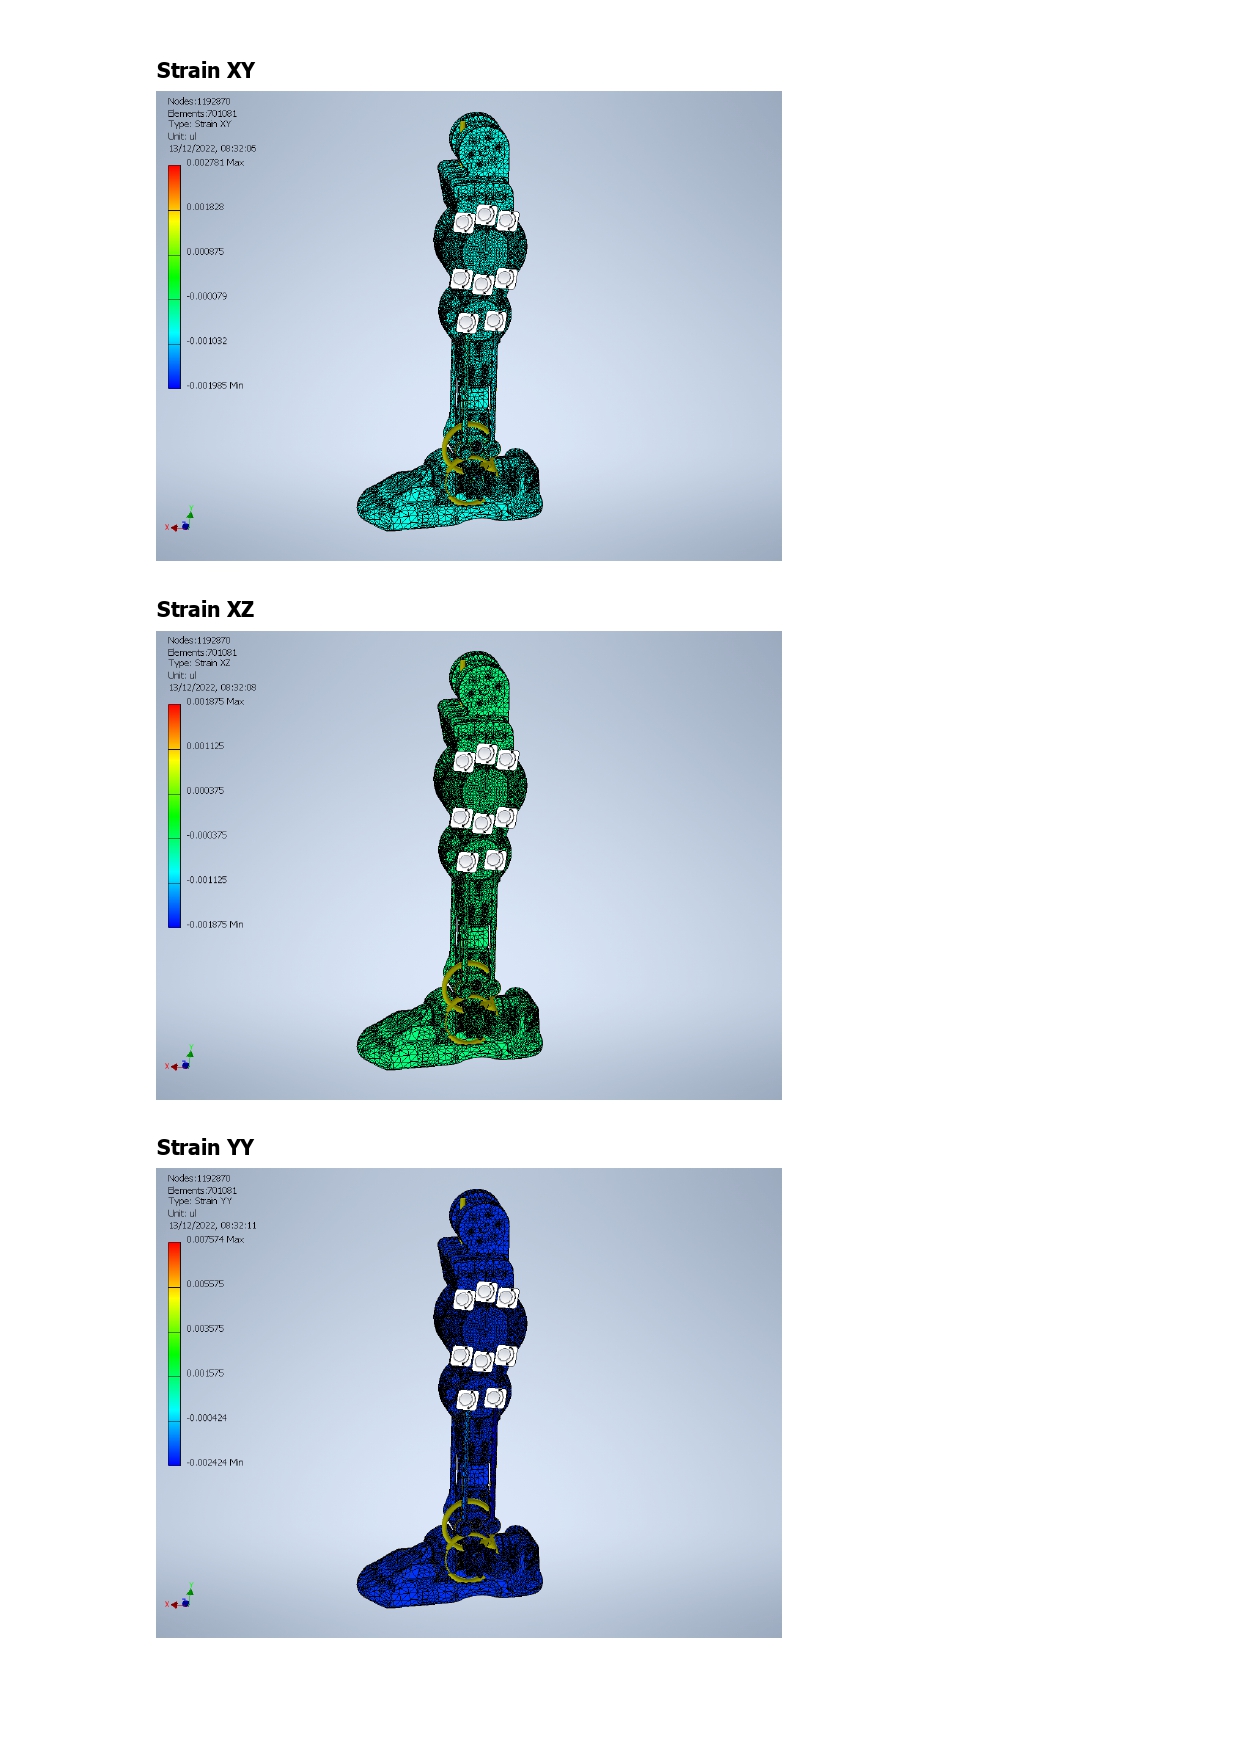 Strain XY
Nodes:1192870
Elements:701081
Type: Strain XY
Unit: ul
13/12/2022, 08:32:05
0.002781 Max
0.001828
0.000875
-0.000079
-0.001032
-0.001985 Min
Y
X
Strain XZ
Nodes:1192870
Elements:701081
Type: Strain XZ
Unit: ul
13/12/2022, 08:32:08
0.001875 Max
0.001125
0.000375
-0.000375
-0.001125
-0.001875 Min
Y
X
Strain YY
Nodes:1192870
Elements:701081
Type: Strain YY
Unit: ul
13/12/2022, 08:32:11
0.007574 Max
0.005575
0.003575
0.001575
-0.000424
-0.002424 Min
Y
X